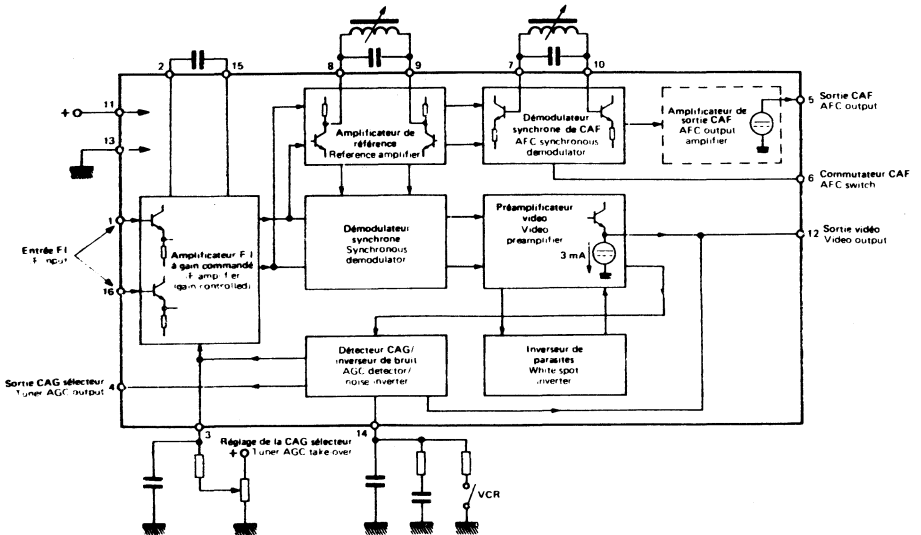 2
15
8
9
7
10
+
11
13
Amplificateur de
référence
Reference amplifier
Démodulateur
synchrone de CAF
AFC synchronous
demodulator
Amplificateur de
sortie CAF
AFC output
amplifier
5
Sortie CAF
AFC output
6
Commutateur CAF
AFC switch
1
Entrée F.I
input
16
Amplificateur F I
à gain commandé
(gain controlled)
Démodulateur
synchrone
Synchronous
demodulator
Préamplificateur
video
Video
preamplifier
3 mA
12
Sortie vidéo
Video output
Détecteur CAG/
inverseur de bruit
AGC detector/
noise inverter
Inverseur de
parasites
White spot
inverter
Sortie CAG sélecteur
Tuner AGC output
4
3
Réglage de la CAG sélecteur
+
Tuner AGC take over
14
VCR